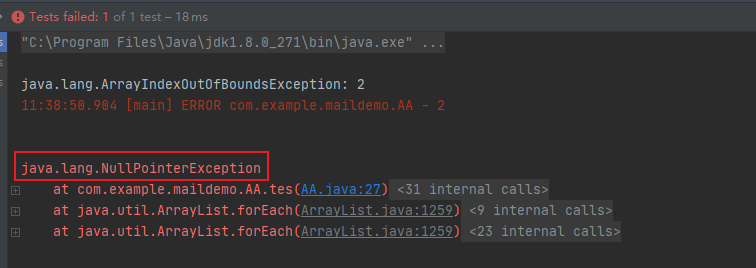 Tests failed: 1 of 1 test – 18 ms
"C:\Program Files\Java\jdk1.8.0_271\bin\java.exe" ...
java.lang.ArrayIndexOutOfBoundsException: 2
11:38:50.904 [main] ERROR com.example.maildemo.AA - 2
java.lang.NullPointerException
at com.example.maildemo.AA.tes(AA.java:27) <31 internal calls>
at java.util.ArrayList.forEach(ArrayList.java:1259) <9 internal calls>
at java.util.ArrayList.forEach(ArrayList.java:1259) <23 internal calls>